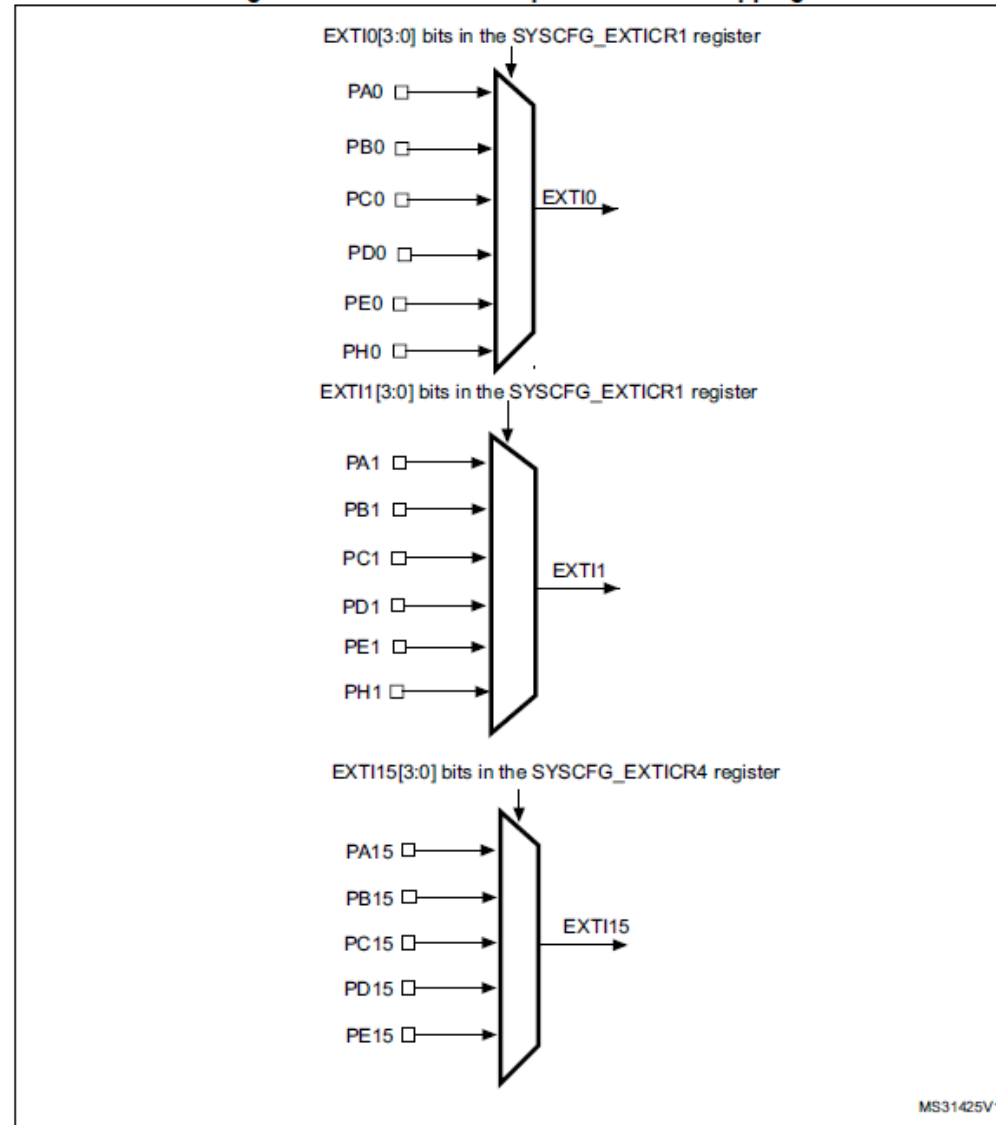 EXTI0[3:0] bits in the SYSCFG_EXTICR1 register
PA0
PB0
PC0
EXTI0
PD0
PE0
PH0
EXTI1[3:0] bits in the SYSCFG_EXTICR1 register
PA1
PB1
PC1
EXTI1
PD1
PE1
PH1
EXTI15[3:0] bits in the SYSCFG_EXTICR4 register
PA15
PB15
EXTI15
PC15
PD15
PE15